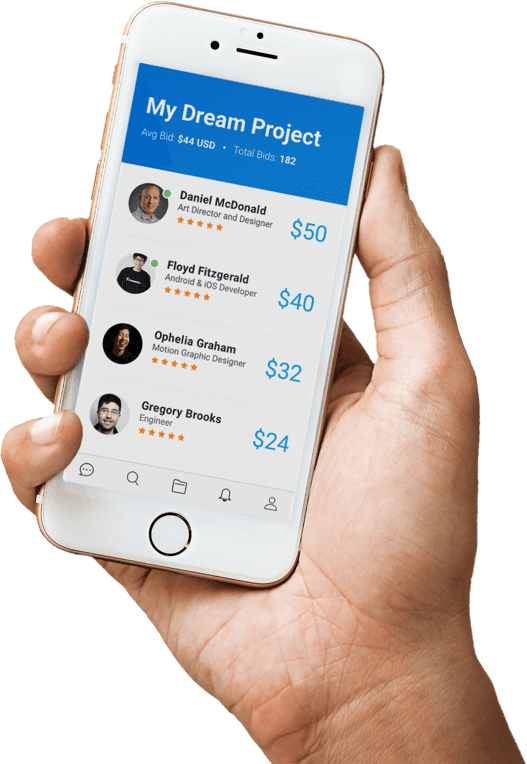 My Dream Project
Avg Bid: $44 USD • Total Bids: 182
Daniel McDonald
Art Director and Designer
$50
Floyd Fitzgerald
Android & iOS Developer
$40
Ophelia Graham
Motion Graphic Designer
$32
Gregory Brooks
Engineer
$24